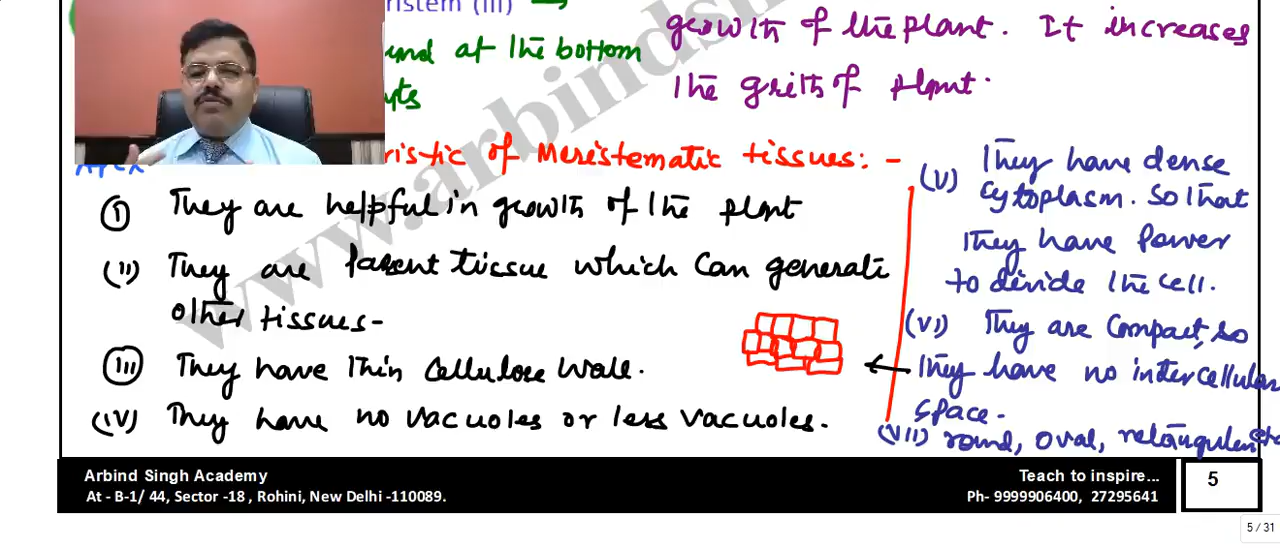 ristem (III)
und at the bottom
growth of the plant. It increases
the grith of plant.
ristic of Meristematic tissues: -
Apex
(I) They are helpful in growth of the plant
(II) They are parent tissue which can generate
other tissues-
(III) They have thin cellulose wall.
(IV) They have no vacuoles or less vacuoles.
(V) They have dense
cytoplasm. So that
they have power
to divide the cell.
(VI) They are compact, so
they have no intercellular
space-
(VII) round, oval, retangular
www.arbinds
Arbind Singh Academy
At - B-1/ 44, Sector -18 , Rohini, New Delhi -110089.
Teach to inspire...
Ph- 9999906400, 27295641
5
5 / 31